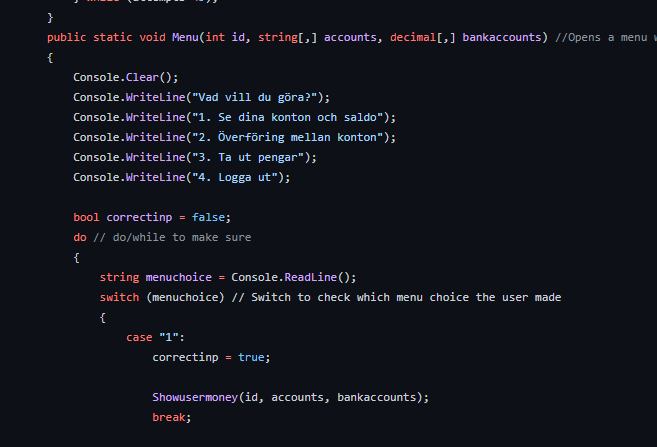 }
public static void Menu(int id, string[,] accounts, decimal[,] bankaccounts) //Opens a menu
{
Console.Clear();
Console.WriteLine("Vad vill du göra?");
Console.WriteLine("1. Se dina konton och saldo");
Console.WriteLine("2. Överföring mellan konton");
Console.WriteLine("3. Ta ut pengar");
Console.WriteLine("4. Logga ut");
bool correctinp = false;
do // do/while to make sure
{
string menuchoice = Console.ReadLine();
switch (menuchoice) // Switch to check which menu choice the user made
{
case "1":
correctinp = true;
Showusermoney(id, accounts, bankaccounts);
break;